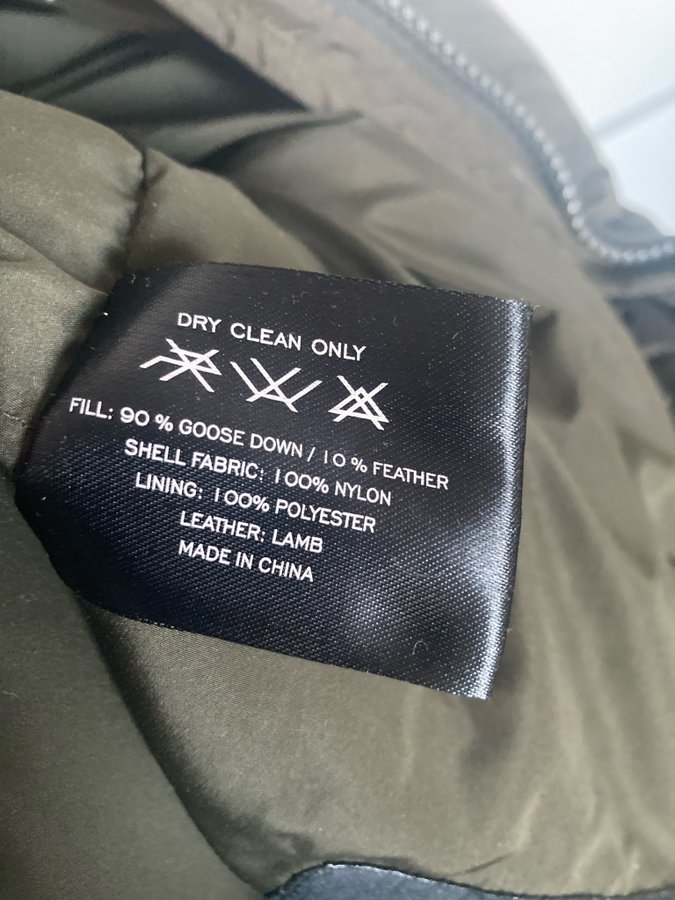 DRY CLEAN ONLY
FILL: 90 % GOOSE DOWN / 10 % FEATHER
SHELL FABRIC: 100% NYLON
LINING: 100% POLYESTER
LEATHER: LAMB
MADE IN CHINA